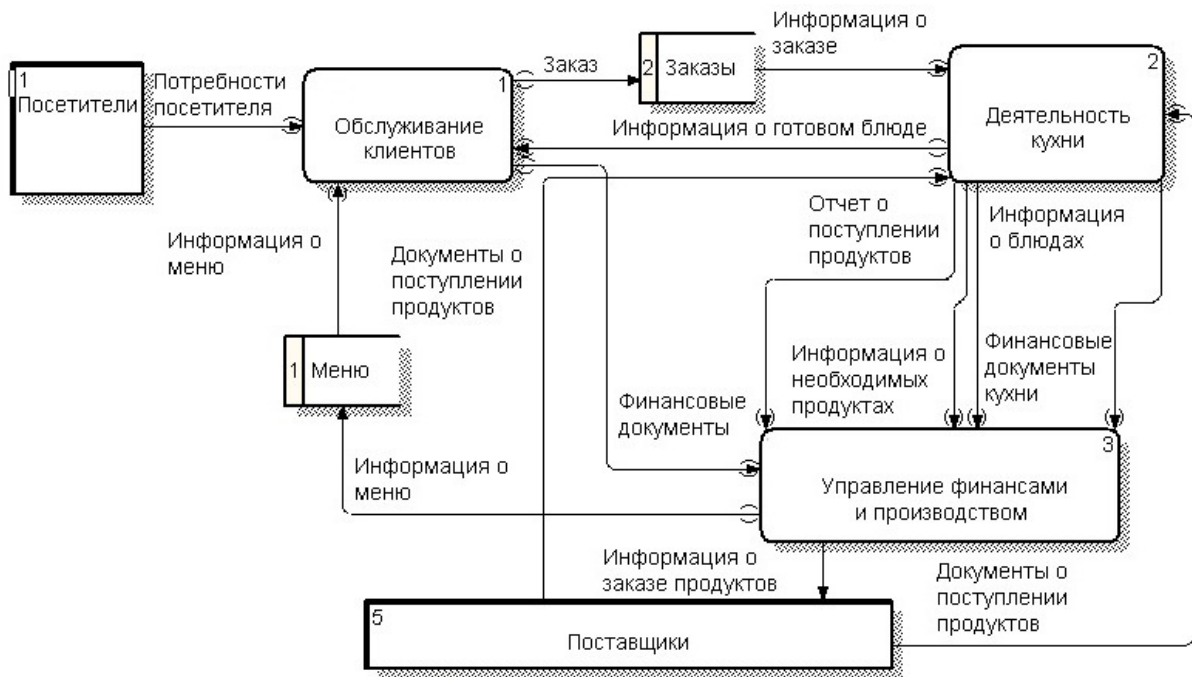 1
Посетители
Потребности
посетителя
1
Обслуживание
клиентов
Заказ
2
Заказы
Информация о
заказе
2
Деятельность
кухни
Информация о готовом блюде
Информация о
меню
Документы о
поступлении
продуктов
Отчет о
поступлении
продуктов
Информация
о блюдах
1
Меню
Информация о
необходимых
продуктах
Финансовые
документы
кухни
Финансовые
документы
Информация о
меню
3
Управление финансами
и производством
Информация о
заказе продуктов
Документы о
поступлении
продуктов
5
Поставщики